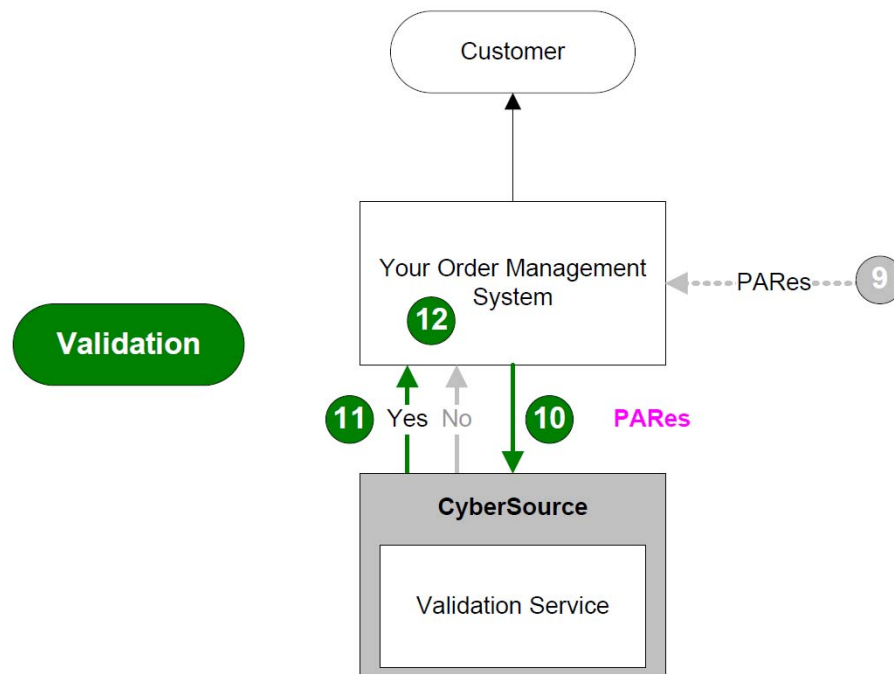 Customer
Your Order Management
System
PARes
9
12
Validation
11
Yes
No
10
PARes
CyberSource
Validation Service